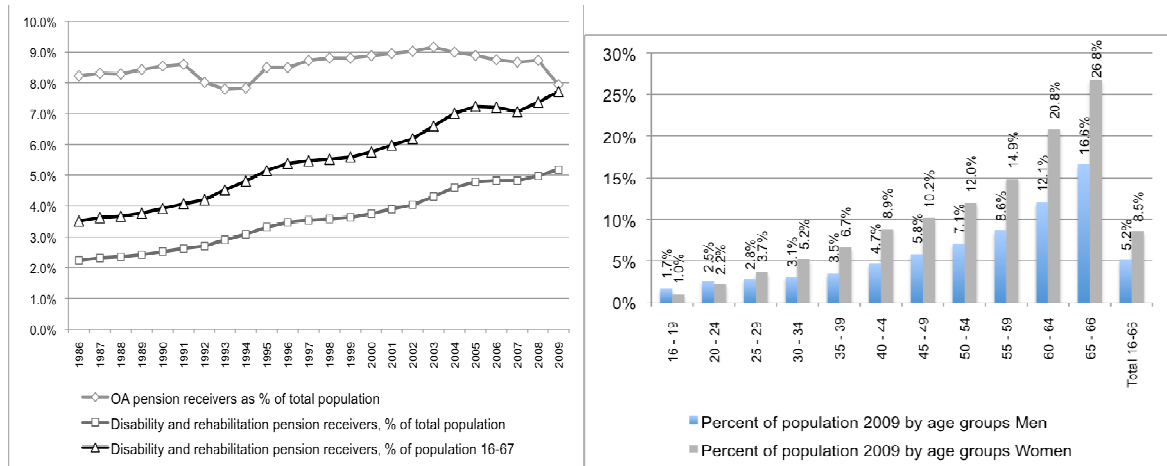 10.0%
9.0%
8.0%
7.0%
6.0%
5.0%
4.0%
3.0%
2.0%
1.0%
0.0%
1986 1987 1988 1989 1990 1991 1992 1993 1994 1995 1996 1997 1998 1999 2000 2001 2002 2003 2004 2005 2006 2007 2008 2009
OA pension receivers as % of total population
Disability and rehabilitation pension receivers, % of total population
Disability and rehabilitation pension receivers, % of population 16-67
30%
25%
20%
15%
10%
5%
0%
1.7% 1.0% 2.5% 2.2% 2.8% 3.7% 3.1% 5.2% 3.5% 6.7% 4.7% 8.9% 5.8% 10.2% 7.1% 12.0% 8.6% 14.9% 12.1% 20.8% 16.6% 26.8% 5.2% 8.5%
16 - 19 20 - 24 25 - 29 30 - 34 35 - 39 40 - 44 45 - 49 50 - 54 55 - 59 60 - 64 65 - 66 Total 16-66
Percent of population 2009 by age groups Men
Percent of population 2009 by age groups Women